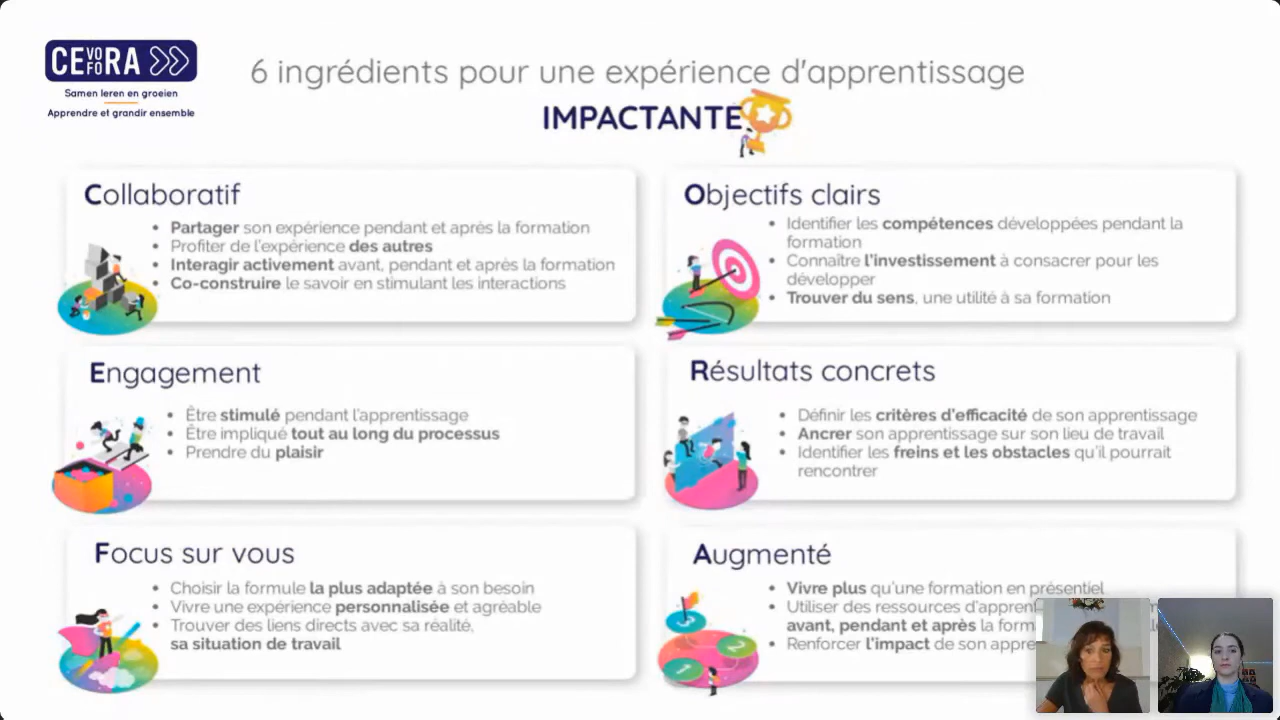 CEVOFORA
Samen leren en groeien
Apprendre et grandir ensemble
6 ingrédients pour une expérience d'apprentissage
IMPACTANTE
Collaboratif
Partager son expérience pendant et après la formation
Profiter de l'expérience des autres
Interagir activement avant, pendant et après la formation
Co-construire le savoir en stimulant les interactions
Objectifs clairs
Identifier les compétences développées pendant la
formation
Connaître l'investissement à consacrer pour les
développer
Trouver du sens, une utilité à sa formation
Engagement
Être stimulé pendant l'apprentissage
Être impliqué tout au long du processus
Prendre du plaisir
Résultats concrets
Définir les critères d'efficacité de son apprentissage
Ancrer son apprentissage sur son lieu de travail
Identifier les freins et les obstacles qu'il pourrait
rencontrer
Focus sur vous
Choisir la formule la plus adaptée à son besoin
Vivre une expérience personnalisée et agréable
Trouver des liens directs avec sa réalité,
sa situation de travail
Augmenté
Vivre plus qu'une formation en présentiel
Utiliser des ressources
avant, pendant et après la
Renforcer l'impact de son
3
2
1